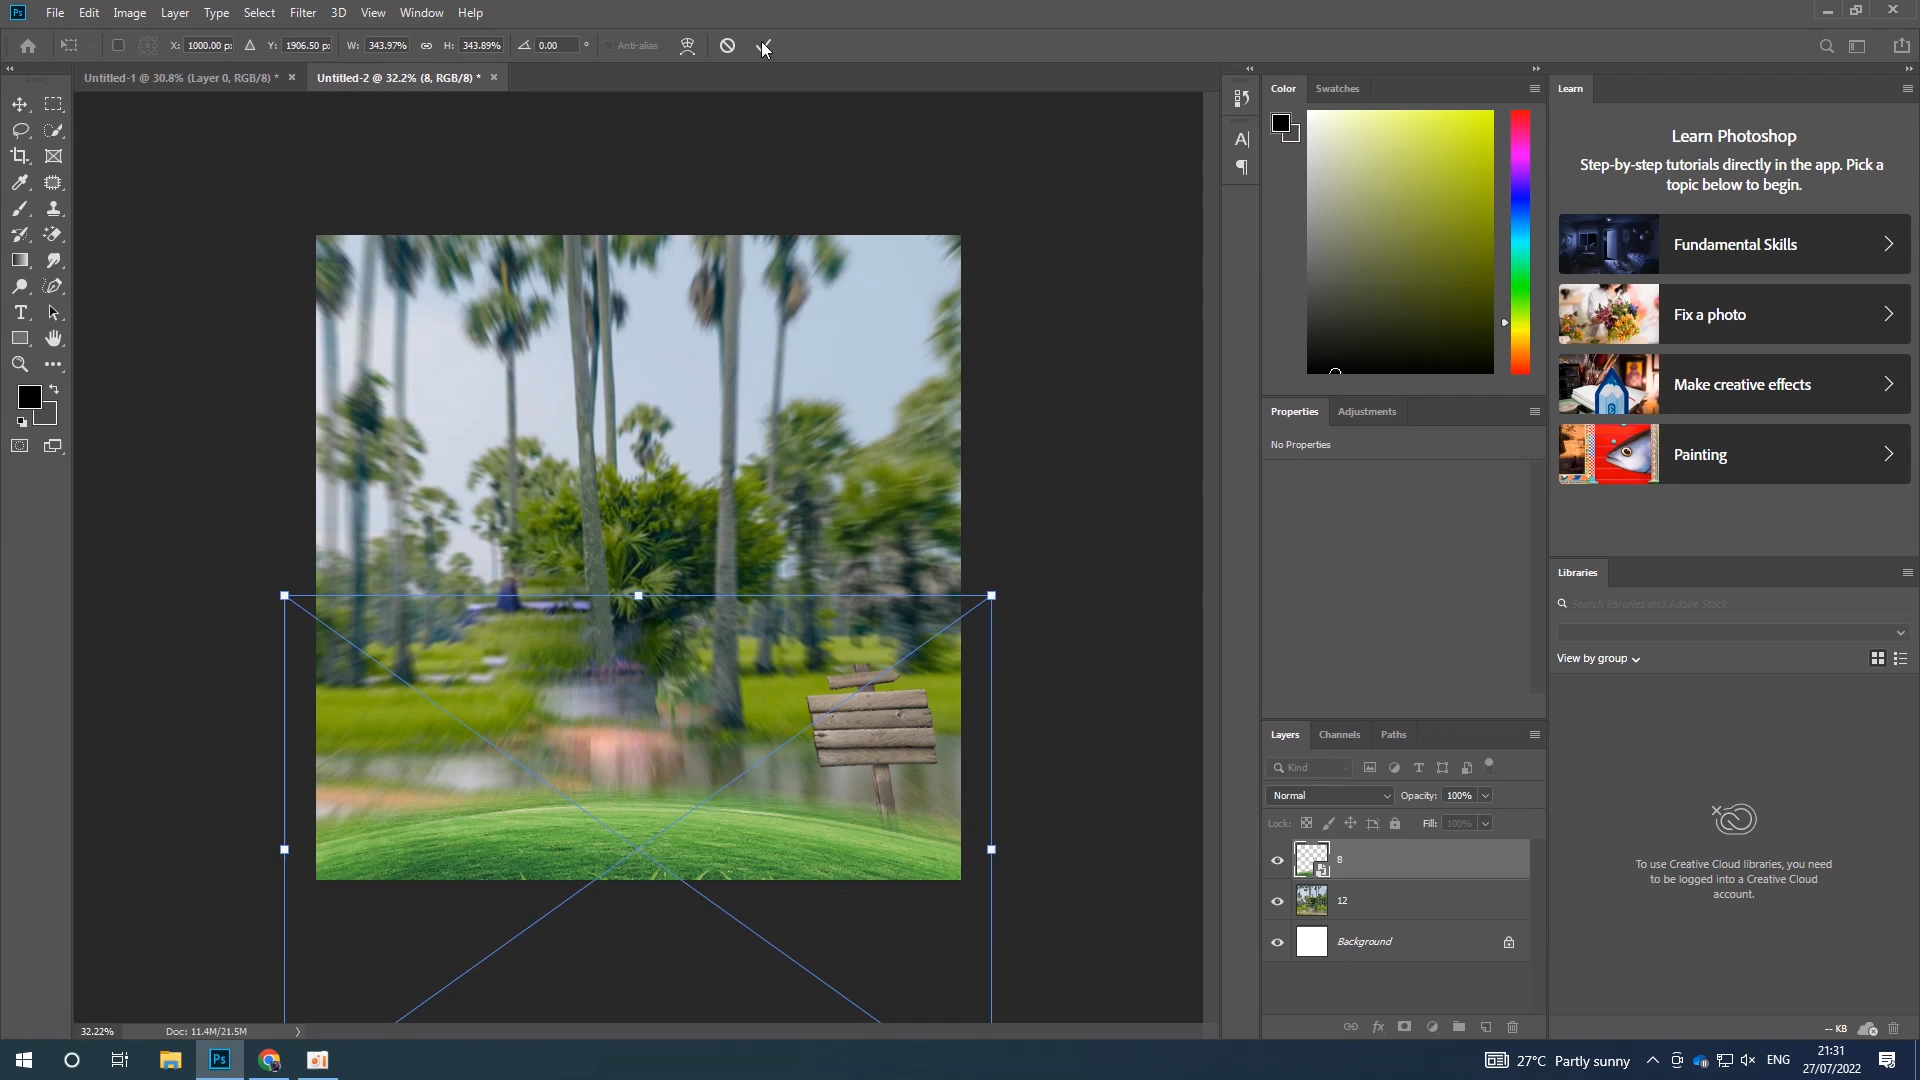 Ps File Edit Image Layer Type Select Filter 3D View Window Help
X: 1000.00 p: Y: 1906.50 p: W: 343.97% H: 343.89% 0.00 ° Anti-alias
Untitled-1 @ 30.8% (Layer 0, RGB/8) * Untitled-2 @ 32.2% (8, RGB/8) *
Color Swatches
Learn
Learn Photoshop
Step-by-step tutorials directly in the app. Pick a
topic below to begin.
Fundamental Skills
Fix a photo
Make creative effects
Painting
Properties Adjustments
No Properties
Libraries
Search libraries and Adobe Stock
View by group
Layers Channels Paths
Kind
Normal Opacity: 100%
Lock: Fill: 100%
8
12
Background
To use Creative Cloud libraries, you need
to be logged into a Creative Cloud
account.
-- KB
32.22% Doc: 11.4M/21.5M
Ps 27°C Partly sunny ENG 21:31
27/07/2022